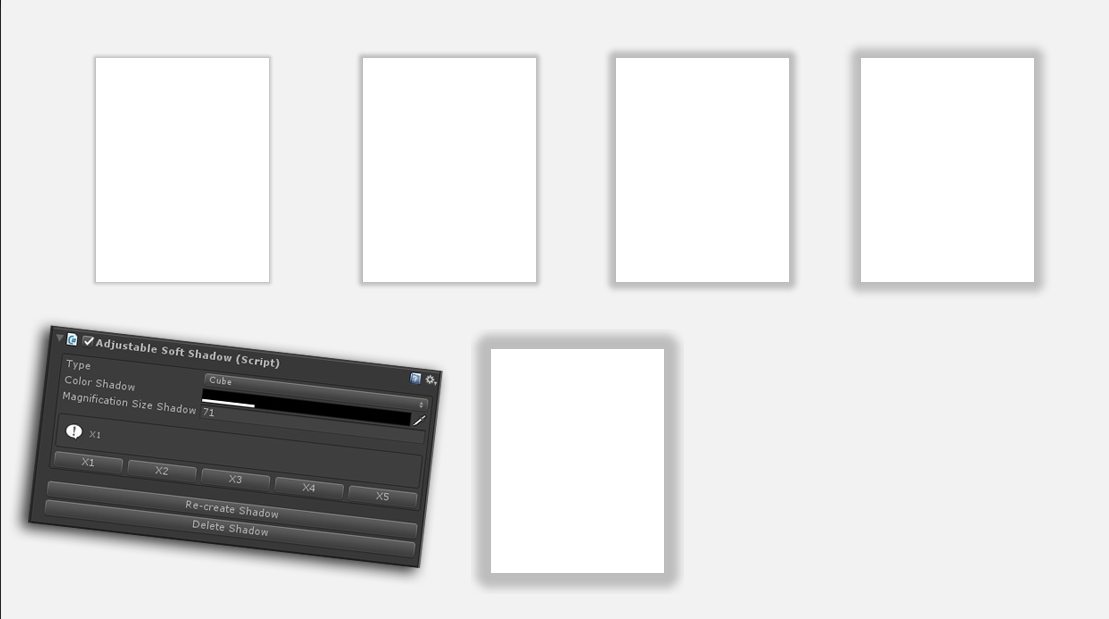 Adjustable Soft Shadow (Script)
Type
Cube
Color Shadow
Magnification Size Shadow
71
X1
X1 X2 X3 X4 X5
Re-create Shadow
Delete Shadow